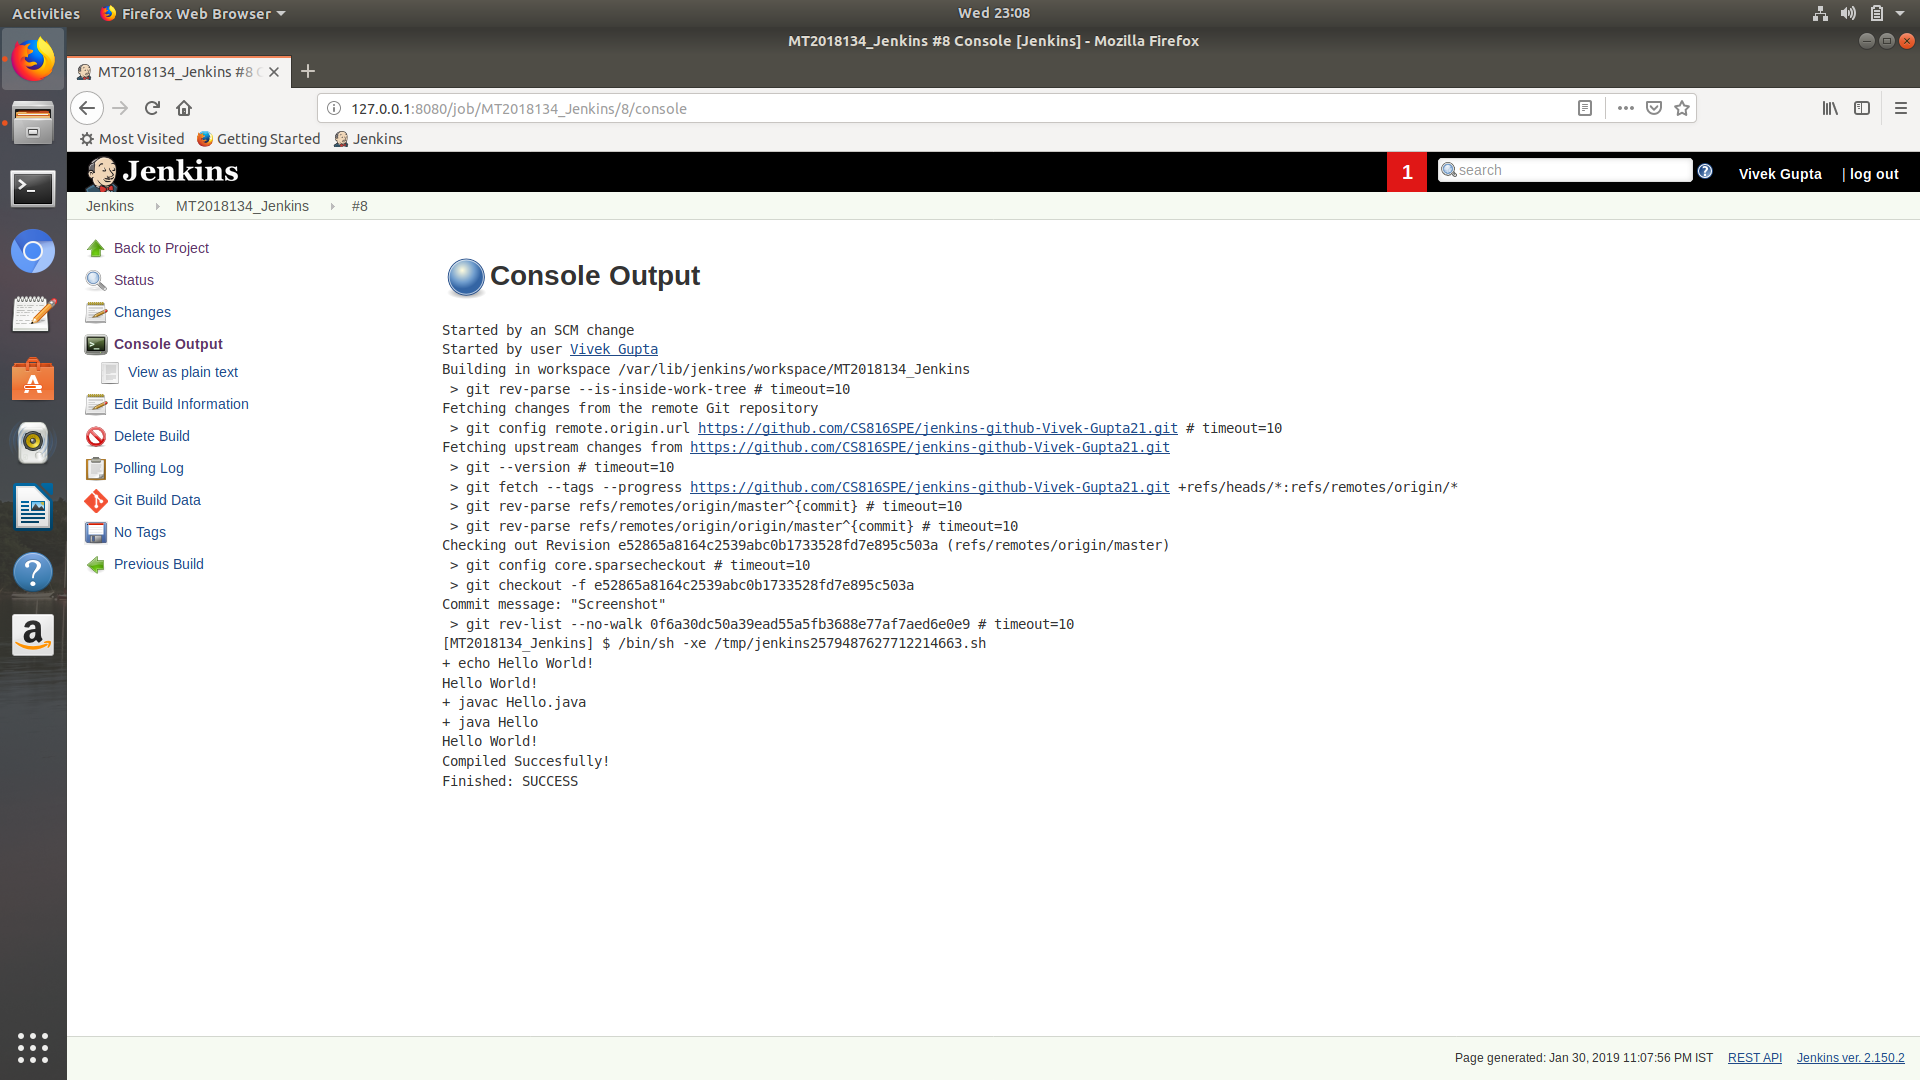 Activities
Firefox Web Browser
Wed 23:08
MT2018134_Jenkins #8 Console [Jenkins] - Mozilla Firefox
MT2018134_Jenkins #8 C
127.0.0.1:8080/job/MT2018134_Jenkins/8/console
Most Visited
Getting Started
Jenkins
Jenkins
1
search
Vivek Gupta
| log out
Jenkins
MT2018134_Jenkins
#8
Back to Project
Status
Changes
Console Output
View as plain text
Edit Build Information
Delete Build
Polling Log
Git Build Data
No Tags
Previous Build
Console Output
Started by an SCM change
Started by user Vivek Gupta
Building in workspace /var/lib/jenkins/workspace/MT2018134_Jenkins
 > git rev-parse --is-inside-work-tree # timeout=10
Fetching changes from the remote Git repository
 > git config remote.origin.url https://github.com/CS816SPE/jenkins-github-Vivek-Gupta21.git # timeout=10
Fetching upstream changes from https://github.com/CS816SPE/jenkins-github-Vivek-Gupta21.git
 > git --version # timeout=10
 > git fetch --tags --progress https://github.com/CS816SPE/jenkins-github-Vivek-Gupta21.git +refs/heads/*:refs/remotes/origin/*
 > git rev-parse refs/remotes/origin/master^{commit} # timeout=10
 > git rev-parse refs/remotes/origin/origin/master^{commit} # timeout=10
Checking out Revision e52865a8164c2539abc0b1733528fd7e895c503a (refs/remotes/origin/master)
 > git config core.sparsecheckout # timeout=10
 > git checkout -f e52865a8164c2539abc0b1733528fd7e895c503a
Commit message: "Screenshot"
 > git rev-list --no-walk 0f6a30dc50a39ead55a5fb3688e77af7aed6e0e9 # timeout=10
[MT2018134_Jenkins] $ /bin/sh -xe /tmp/jenkins2579487627712214663.sh
+ echo Hello World!
Hello World!
+ javac Hello.java
+ java Hello
Hello World!
Compiled Succesfully!
Finished: SUCCESS
Page generated: Jan 30, 2019 11:07:56 PM IST
REST API
Jenkins ver. 2.150.2